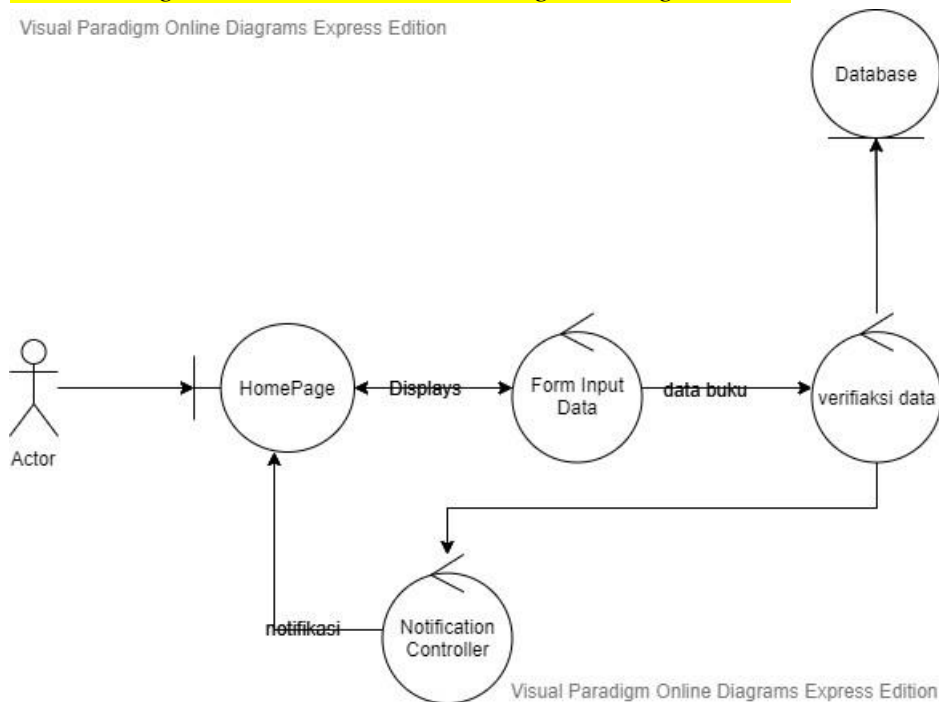 Visual Paradigm Online Diagrams Express Edition
Database
HomePage
Displays
Form Input
Data
data buku
verifiaksi data
Actor
notifikasi
Notification
Controller
Visual Paradigm Online Diagrams Express Edition